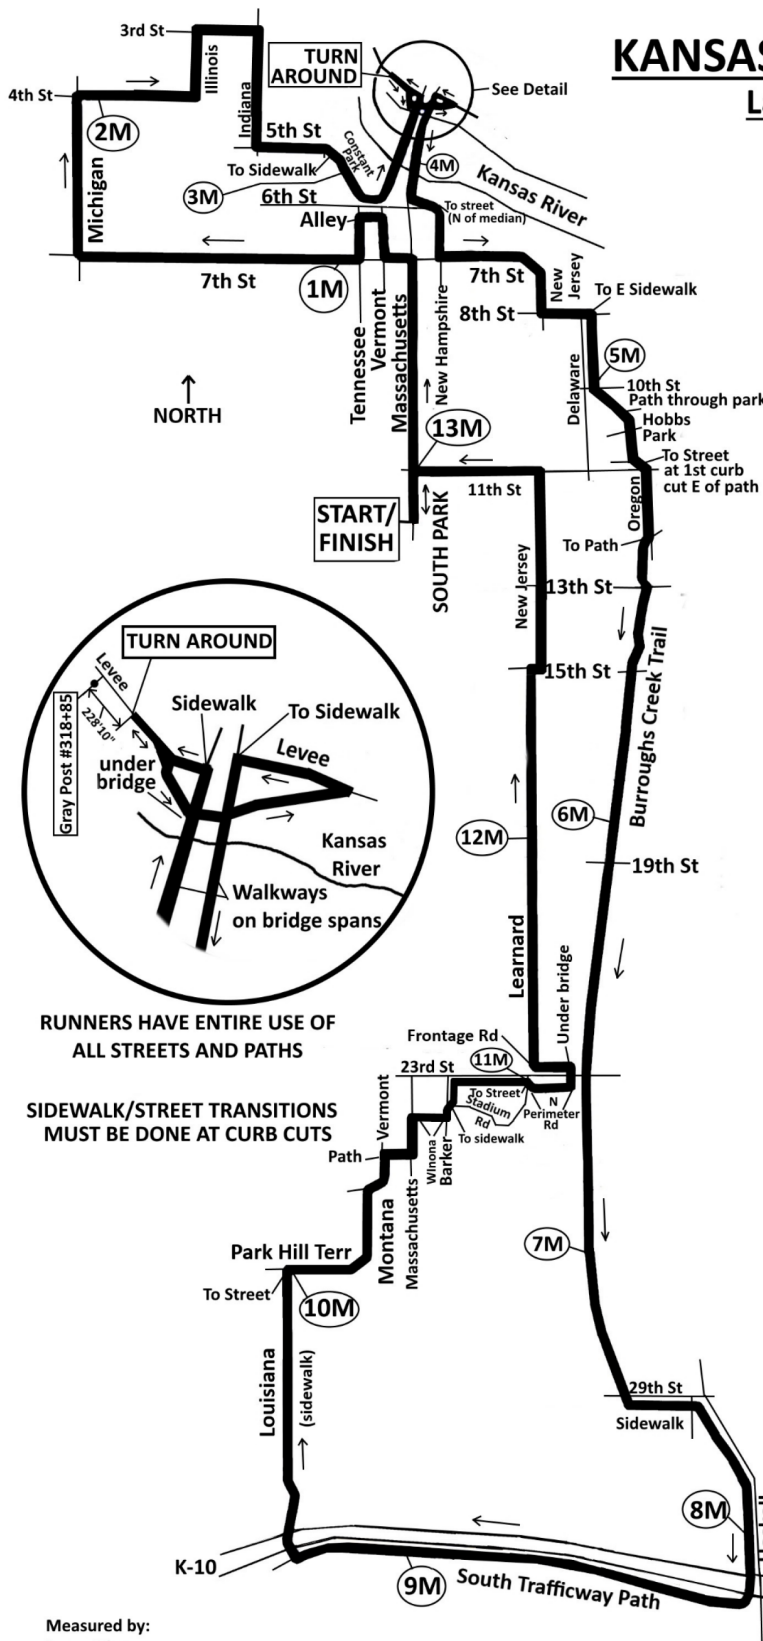 KANSAS
3rd St
Illinois
TURN
AROUND
See Detail
4th St
2M
Indiana
5th St
Constant
Park
To Sidewalk
4M
Kansas River
3M
6th St
To street
(N of median)
Michigan
Alley
7th St
1M
7th St
New
Jersey
To E Sidewalk
8th St
Tennessee
Vermont
Massachusetts
New Hampshire
5M
Delaware
10th St
Path through park
Hobbs
Park
NORTH
13M
To Street
at 1st curb
cut E of path
11th St
Oregon
START/
FINISH
SOUTH PARK
To Path
New Jersey
13th St
TURN AROUND
15th St
Burroughs Creek Trail
Levee
Gray Post #318+85
228'10"
Sidewalk
To Sidewalk
Levee
under
bridge
Kansas
River
Walkways
on bridge spans
6M
12M
19th St
Learnard
Under bridge
RUNNERS HAVE ENTIRE USE OF
ALL STREETS AND PATHS
Frontage Rd
23rd St
11M
SIDEWALK/STREET TRANSITIONS
MUST BE DONE AT CURB CUTS
To Street
Stadium
Rd
N
Perimeter
Rd
Vermont
To sidewalk
Winona
Barker
Path
Massachusetts
Montana
Park Hill Terr
7M
To Street
10M
Louisiana
(sidewalk)
29th St
Sidewalk
8M
K-10
9M
South Trafficway Path
Measured by: